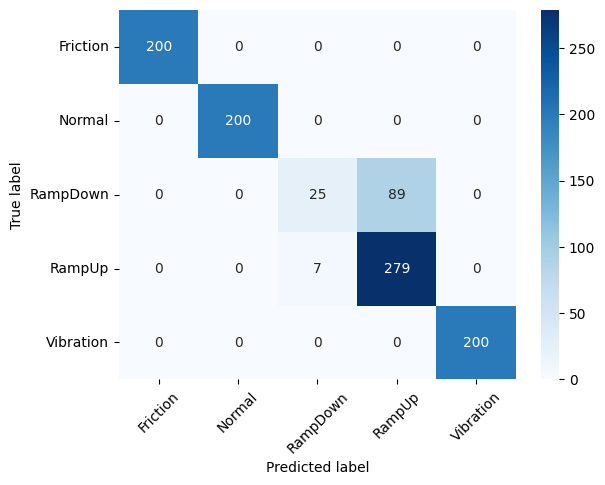 Friction 200 0 0 0 0
Normal 0 200 0 0 0
RampDown 0 0 25 89 0
RampUp 0 0 7 279 0
Vibration 0 0 0 0 200
Friction Normal RampDown RampUp Vibration
Predicted label
True label
250
200
150
100
50
0